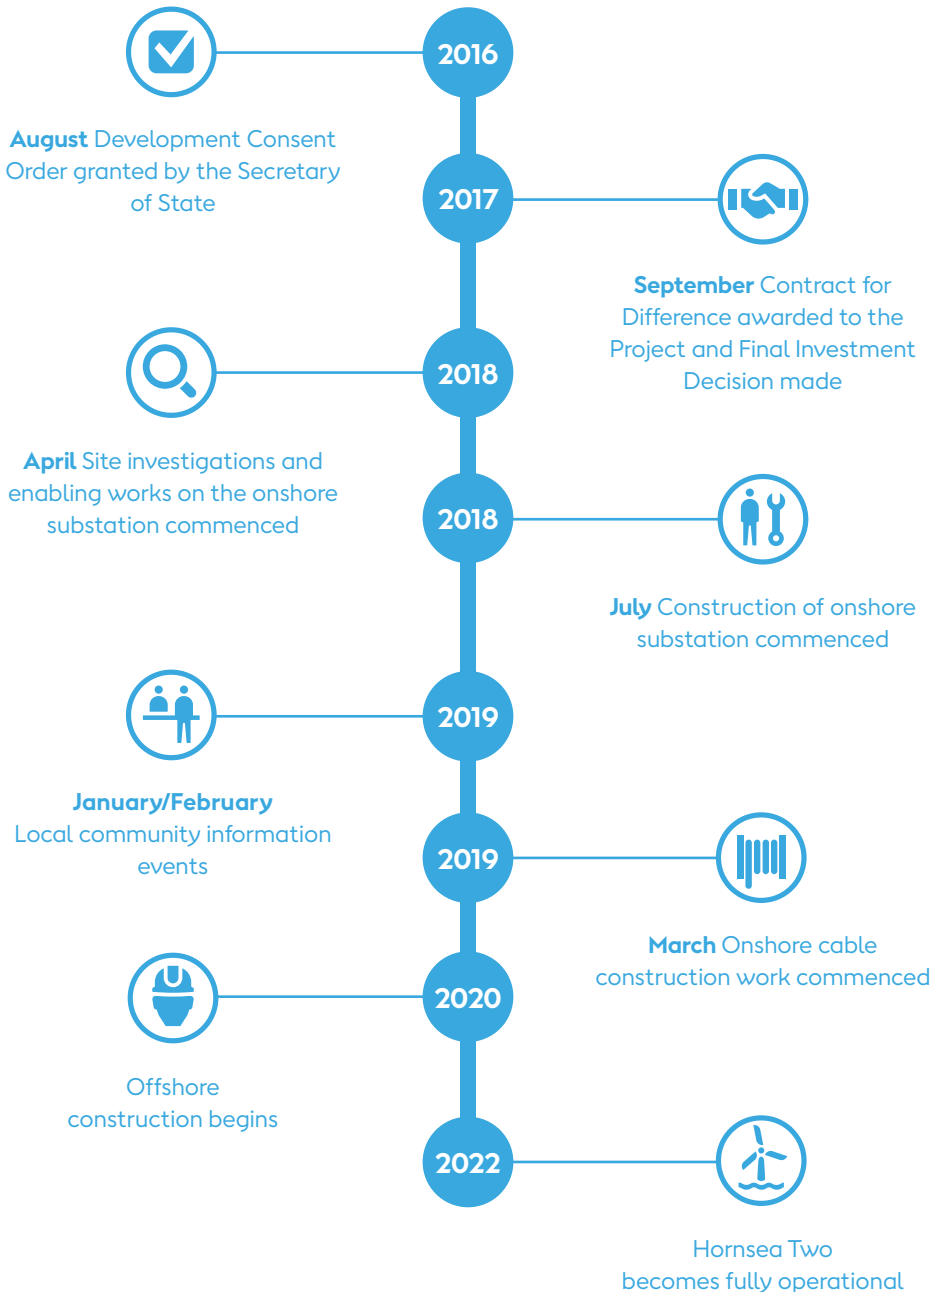 2016
August Development Consent
Order granted by the Secretary
of State
2017
September Contract for
Difference awarded to the
Project and Final Investment
Decision made
2018
April Site investigations and
enabling works on the onshore
substation commenced
2018
July Construction of onshore
substation commenced
2019
January/February
Local community information
events
2019
March Onshore cable
construction work commenced
2020
Offshore
construction begins
2022
Hornsea Two
becomes fully operational